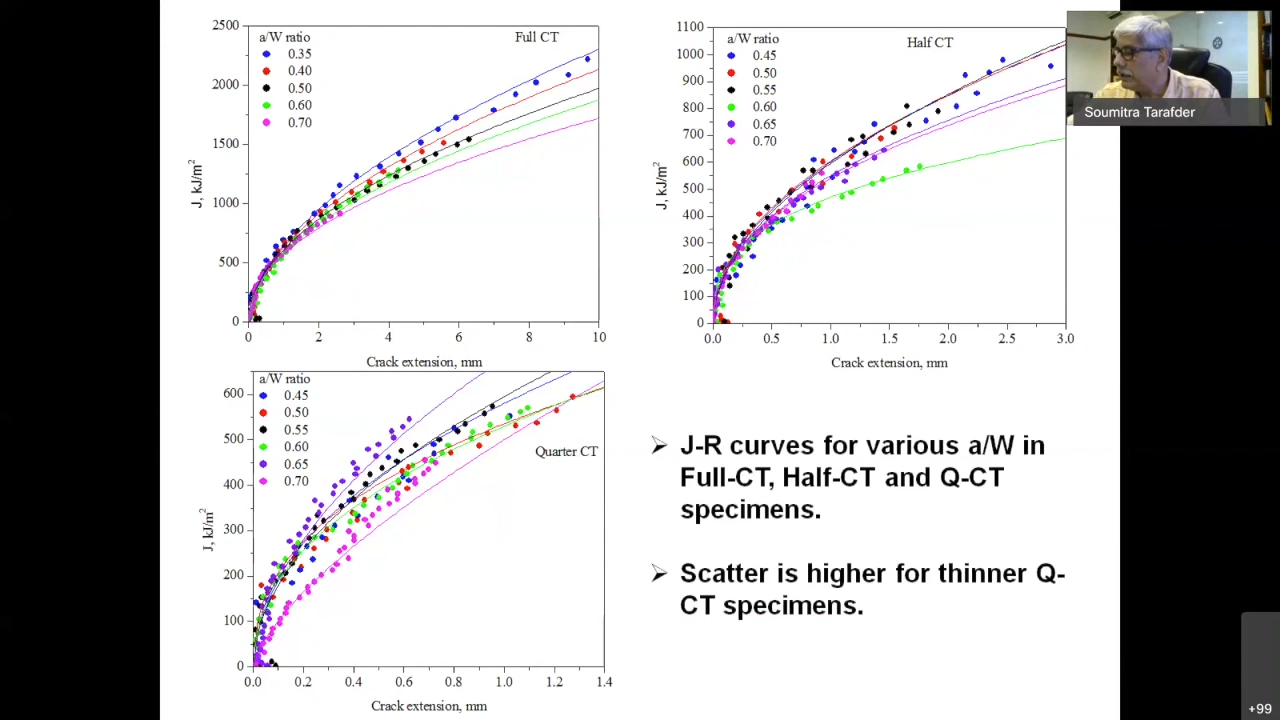 2500
2000
1500
1000
500
0
J, kJ/m²
a/W ratio
0.35
0.40
0.50
0.60
0.70
Full CT
0 2 4 6 8 10
Crack extension, mm
1100
1000
900
800
700
600
500
400
300
200
100
0
J, kJ/m²
a/W ratio
0.45
0.50
0.55
0.60
0.65
0.70
Half CT
0.0 0.5 1.0 1.5 2.0 2.5 3.0
Crack extension, mm
Soumitra Tarafder
600
500
400
300
200
100
0
J, kJ/m²
a/W ratio
0.45
0.50
0.55
0.60
0.65
0.70
Quarter CT
0.0 0.2 0.4 0.6 0.8 1.0 1.2 1.4
Crack extension, mm
➢ J-R curves for various a/W in
Full-CT, Half-CT and Q-CT
specimens.
➢ Scatter is higher for thinner Q-
CT specimens.
+99